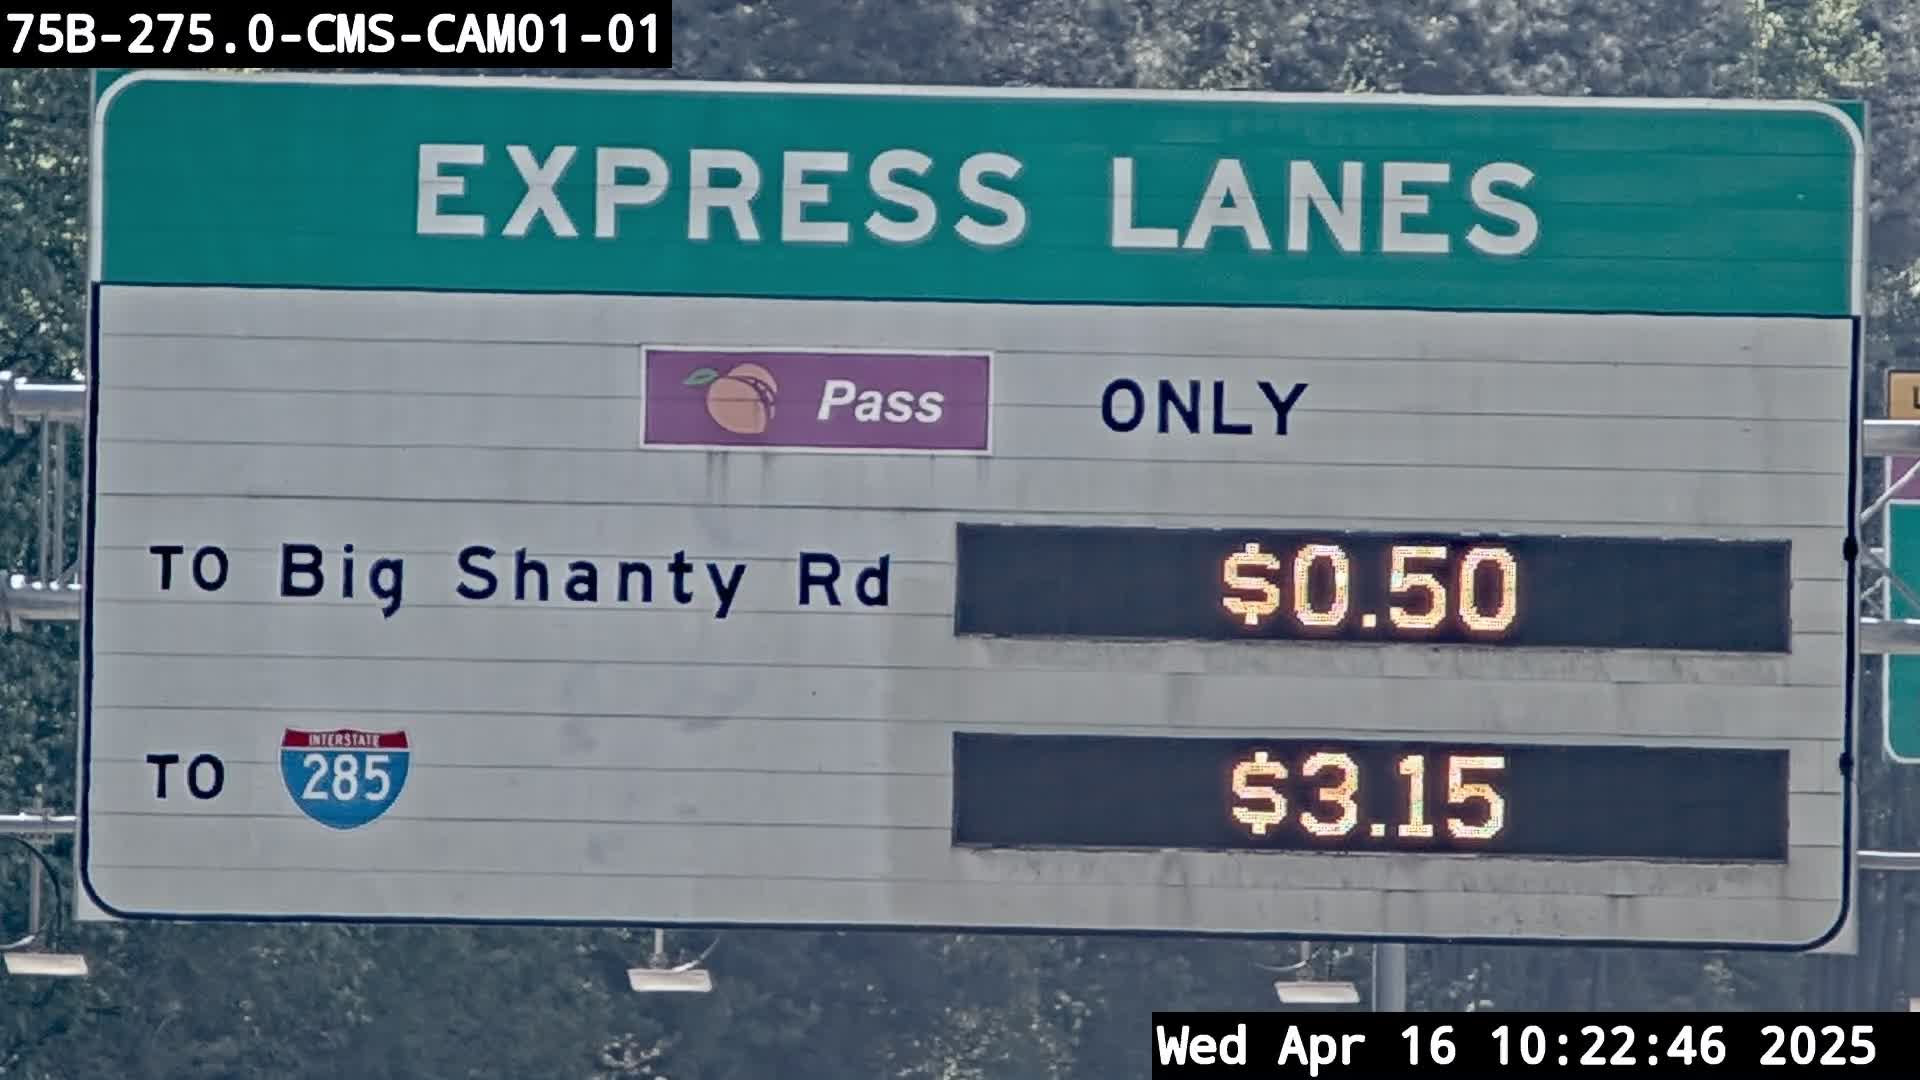 75B-275.0-CMS-CAM01-01
EXPRESS LANES
Pass ONLY
TO Big Shanty Rd $0.50
TO INTERSTATE 285 $3.15
Wed Apr 16 10:22:46 2025